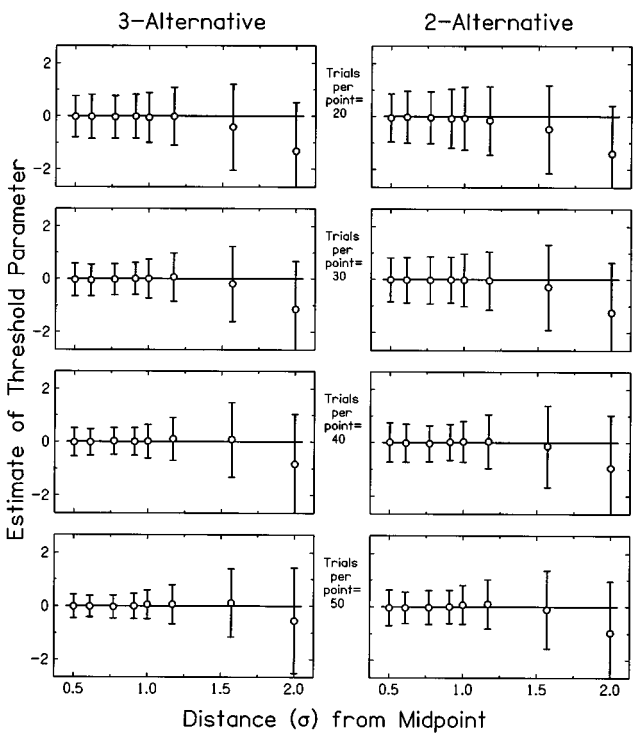 3-Alternative
2-Alternative
Estimate of Threshold Parameter
2
0
-2
Trials
per
point=
20
2
0
-2
Trials
per
point=
30
2
0
-2
Trials
per
point=
40
2
0
-2
Trials
per
point=
50
0.5 1.0 1.5 2.0
0.5 1.0 1.5 2.0
Distance (σ) from Midpoint